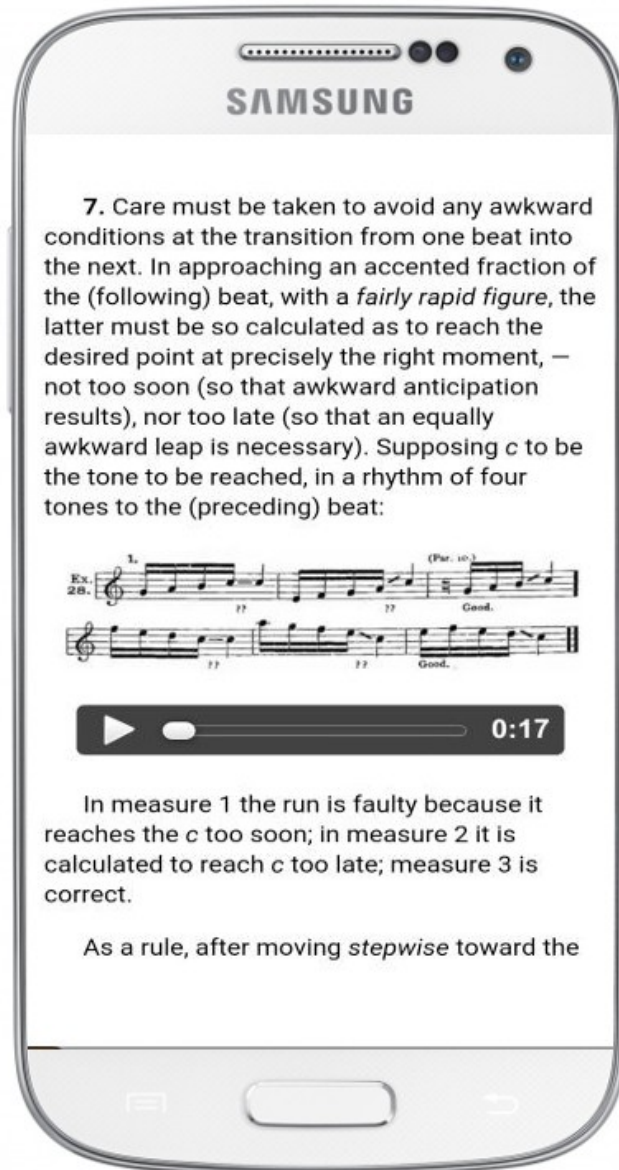 SAMSUNG
7. Care must be taken to avoid any awkward
conditions at the transition from one beat into
the next. In approaching an accented fraction of
the (following) beat, with a fairly rapid figure, the
latter must be so calculated as to reach the
desired point at precisely the right moment, —
not too soon (so that awkward anticipation
results), nor too late (so that an equally
awkward leap is necessary). Supposing c to be
the tone to be reached, in a rhythm of four
tones to the (preceding) beat:
1. (Par. 10.)
Ex.
28.
?? ?? Good.
?? ?? Good.
0:17
In measure 1 the run is faulty because it
reaches the c too soon; in measure 2 it is
calculated to reach c too late; measure 3 is
correct.
As a rule, after moving stepwise toward the